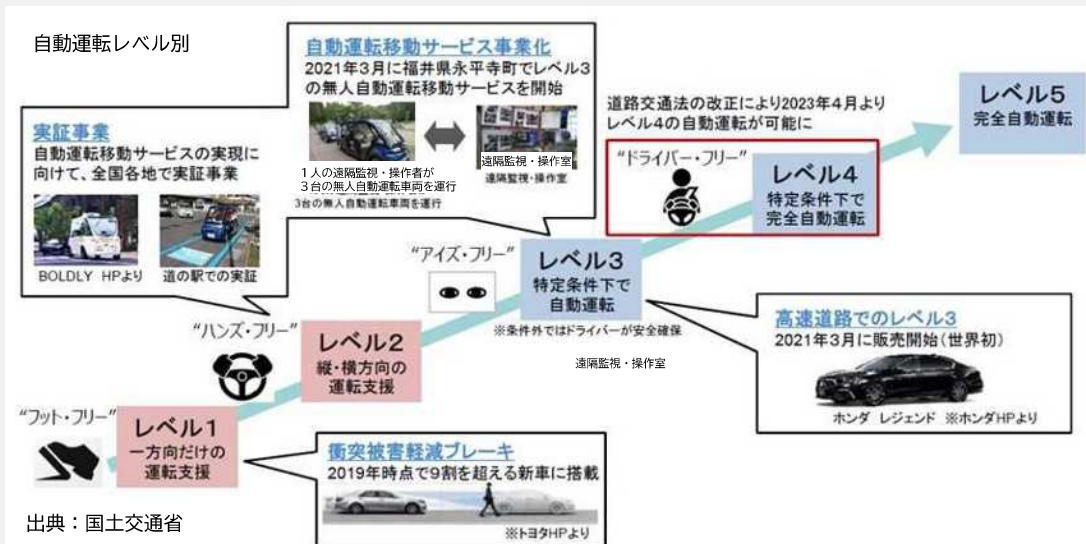 自動運転レベル別
自動運転移動サービス事業化
2021年3月に福井県永平寺町でレベル3
の無人自動運転移動サービスを開始
遠隔監視・操作室
遠隔監視・操作室
1人の遠隔監視・操作者が
3台の無人自動運転車両を運行
3台の無人自動運転車両を運行
実証事業
自動運転移動サービスの実現に
向けて、全国各地で実証事業
BOLDLY HPより
道の駅での実証
道路交通法の改正により2023年4月より
レベル4の自動運転が可能に
レベル5
完全自動運転
“ドライバー・フリー”
レベル4
特定条件下で
完全自動運転
“アイズ・フリー”
レベル3
特定条件下で
自動運転
※条件外ではドライバーが安全確保
遠隔監視・操作室
高速道路でのレベル3
2021年3月に販売開始(世界初)
ホンダ レジェンド ※ホンダHPより
“ハンズ・フリー”
レベル2
縦・横方向の
運転支援
“フット・フリー”
レベル1
一方向だけの
運転支援
衝突被害軽減ブレーキ
2019年時点で9割を超える新車に搭載
※トヨタHPより
出典：国土交通省